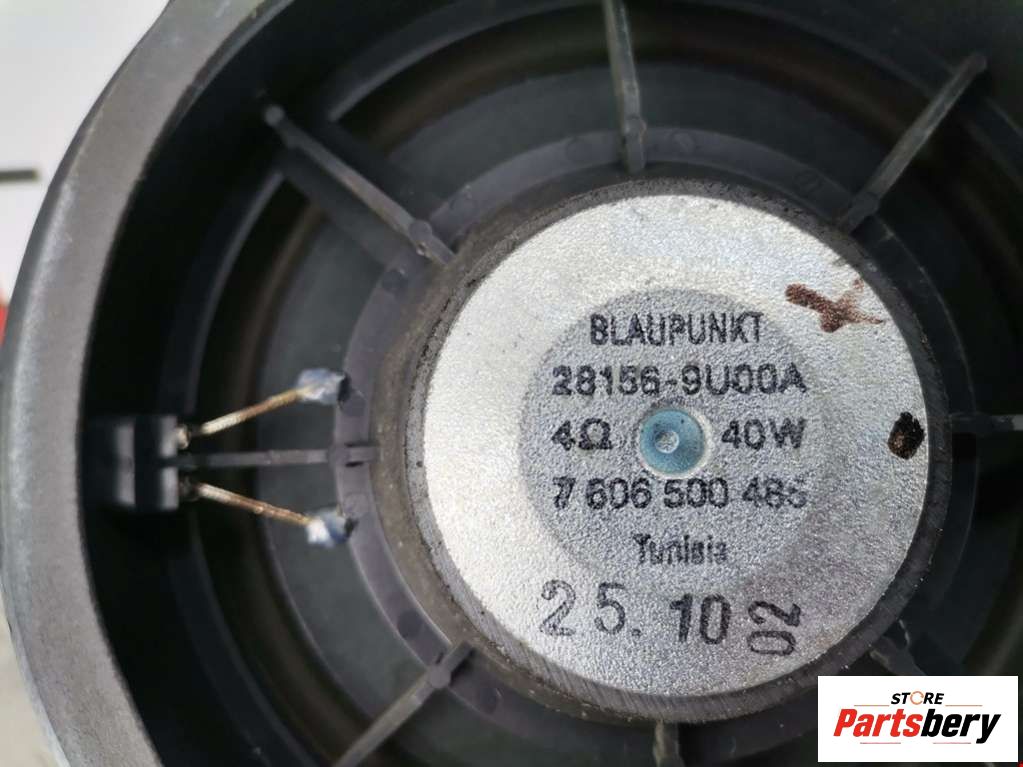 BLAUPUNKT
28156-9U00A
4Ω 40W
7 606 500 486
Tunisia
25. 10 02
STORE
Partsbery